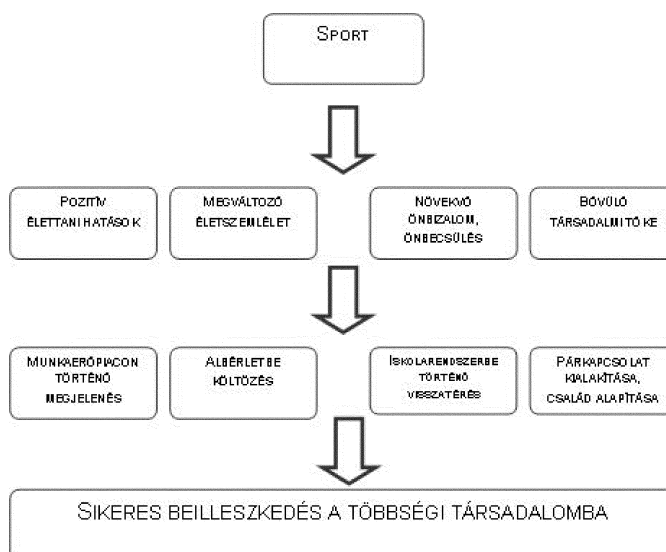 SPORT
POZITÍV
ÉLETTANI HATÁSOK
MEGVÁLTOZÓ
ÉLETSZEMLÉLET
NÖVEKVŐ
ÖNBIZALOM,
ÖNBECSÜLÉS
BŐVÜLŐ
TÁRSADALMI TŐKE
MUNKAERŐPIACON
TÖRTÉNŐ
MEGJELENÉS
ALBÉRLETBE
KÖLTÖZÉS
ISKOLARENDSZERBE
TÖRTÉNŐ
VISSZATÉRÉS
PÁRKAPCSOLAT
KIALAKÍTÁSA,
CSALÁD ALAPÍTÁSA
SIKERES BEILLESZKEDÉS A TÖBBSÉGI TÁRSADALOMBA